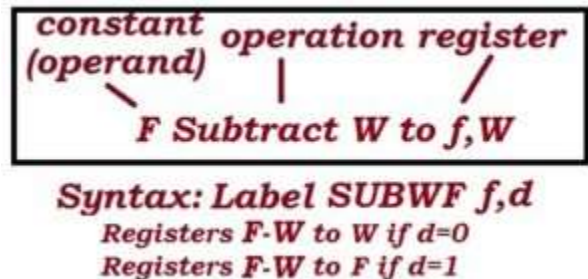 constant
(operand)
operation register
F Subtract W to f,W
Syntax: Label SUBWF f,d
Registers F-W to W if d=0
Registers F-W to F if d=1